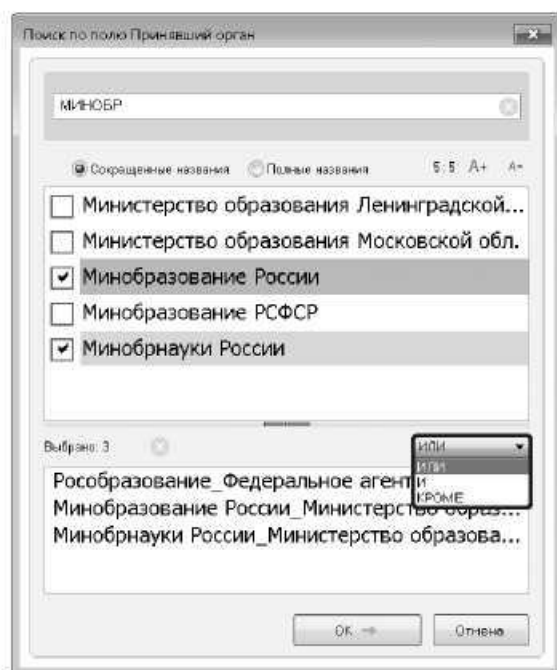 Поиск по полю Принявший орган
МИНОБР
Сокращенные названия Полные названия 5:5 A+ A-
Министерство образования Ленинградской...
Министерство образования Московской обл.
Минобразование России
Минобразование РСФСР
Минобрнауки России
Выбрано: 3 ИЛИ
ИЛИ
И
КРОМЕ
Рособразование_Федеральное агент
Минобразование России_Министерство образ...
Минобрнауки России_Министерство образова...
ОК Отмена